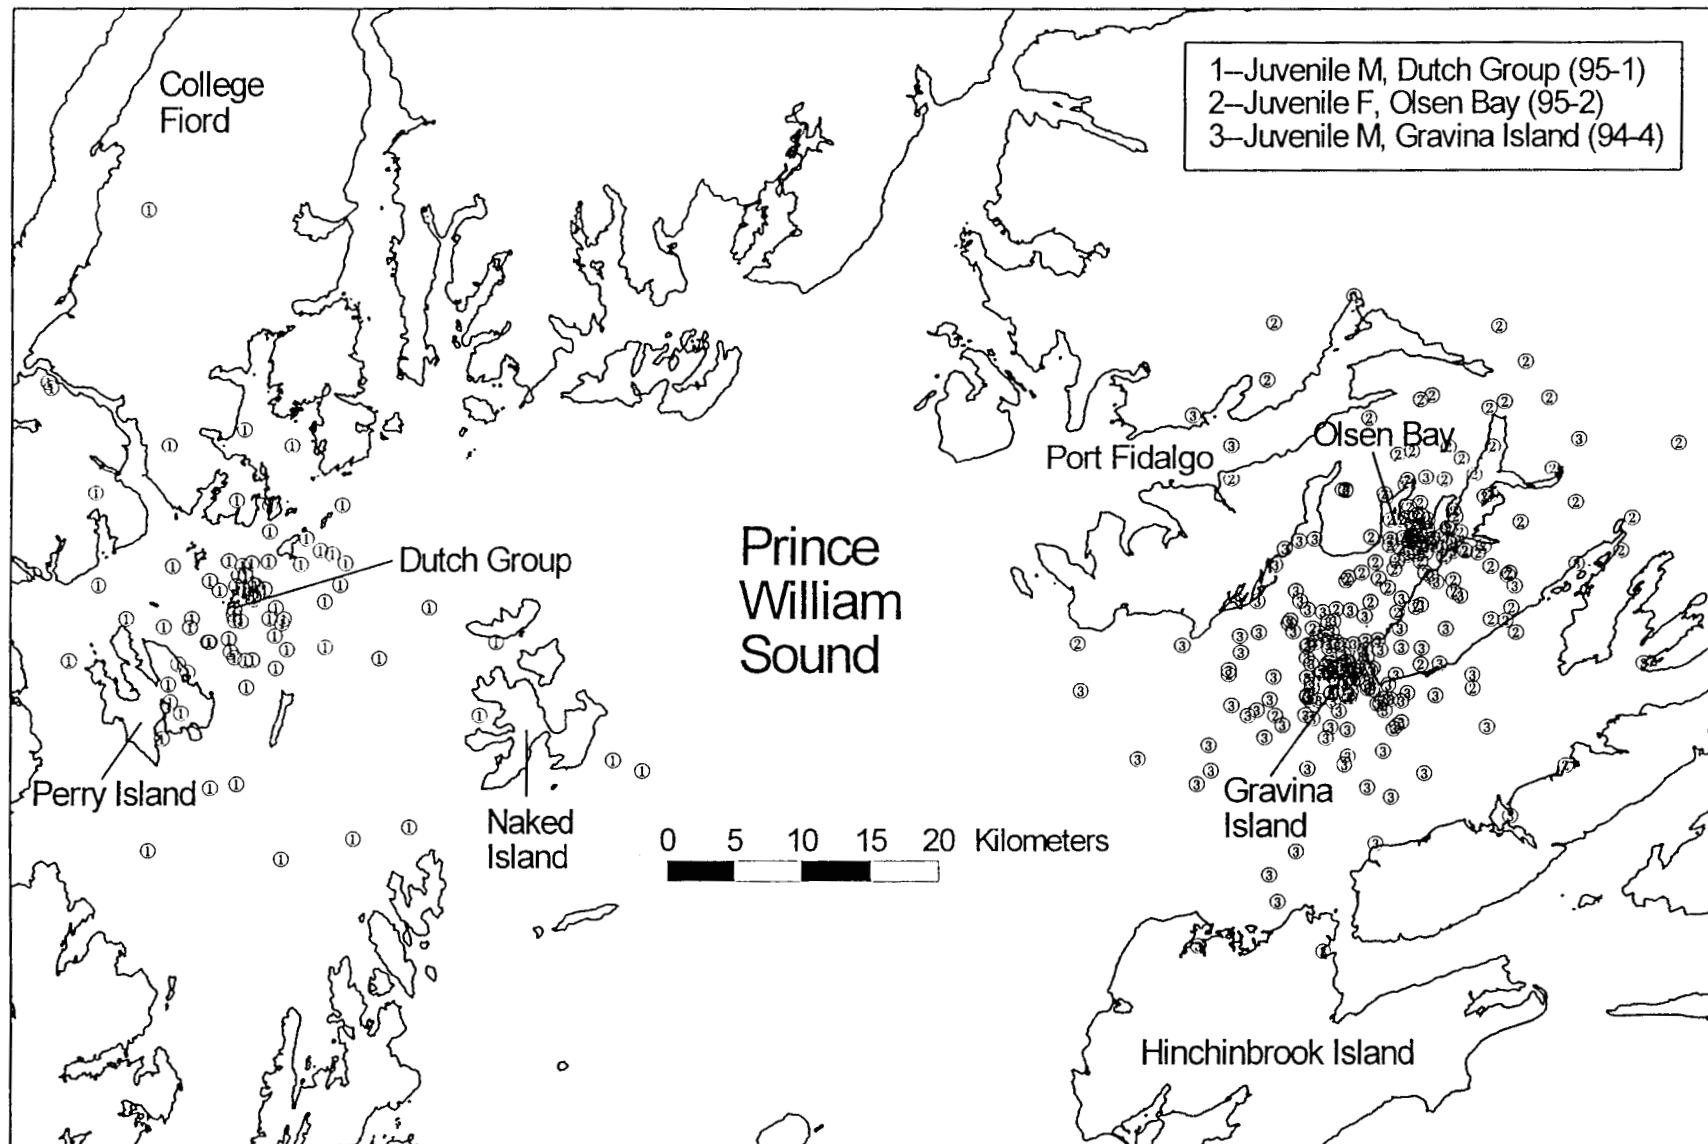 College
Fiord
1--Juvenile M, Dutch Group (95-1)
2--Juvenile F, Olsen Bay (95-2)
3--Juvenile M, Gravina Island (94-4)
Olsen Bay
Port Fidalgo
Dutch Group
Prince
William
Sound
Perry Island
Naked
Island
Gravina
Island
0 5 10 15 20 Kilometers
Hinchinbrook Island